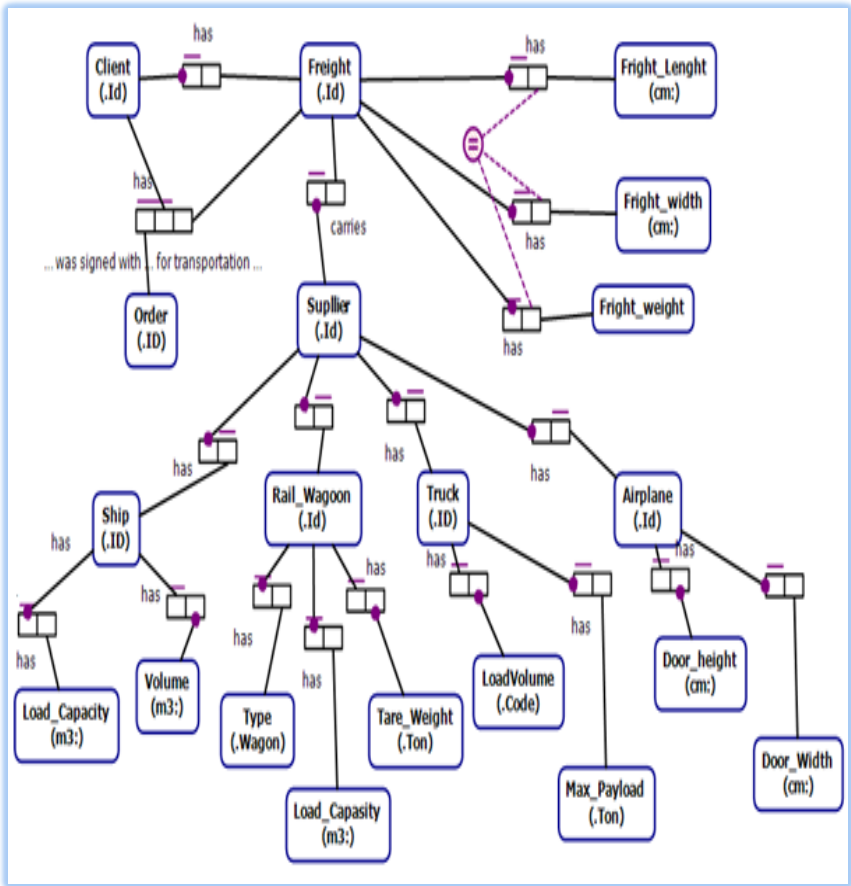 has
has
Client
(.Id)
Freight
(.Id)
Fright_Lenght
(cm:)
has
Fright_width
(cm:)
carries
has
... was signed with ... for transportation ...
Order
(.ID)
Supllier
(.Id)
Fright_weight
has
has
has
has
Ship
(.ID)
Rail_Wagoon
(.Id)
Truck
(.ID)
Airplane
(.Id)
has
has
has
has
has
has
has
has
has
Load_Capacity
(m3:)
Volume
(m3:)
Type
(.Wagon)
Tare_Weight
(.Ton)
LoadVolume
(.Code)
Door_height
(cm:)
Load_Capasity
(m3:)
Max_Payload
(.Ton)
Door_Width
(cm:)